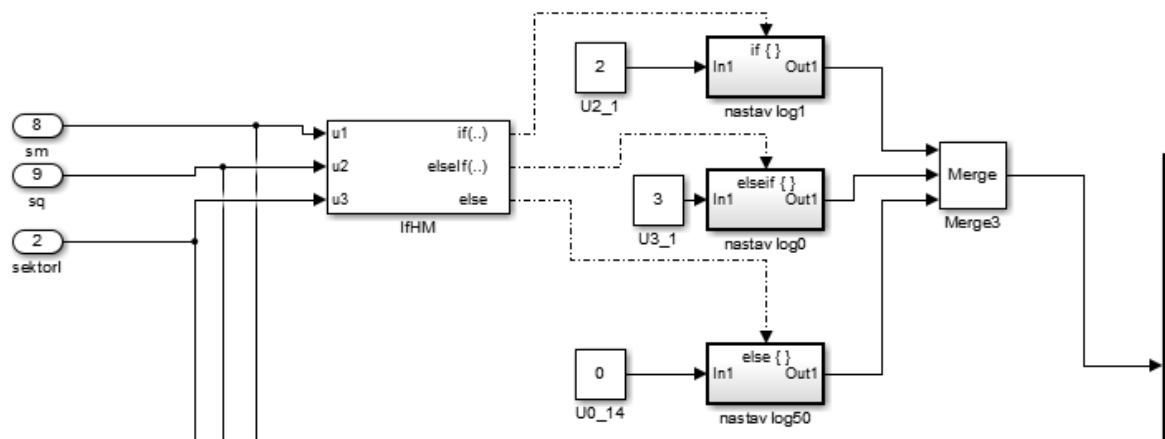 8
sm
9
sq
2
sektorI
u1 if(..)
u2 elseIf(..)
u3 else
IfHM
2
U2_1
if { }
In1 Out1
nastav log1
3
U3_1
elseif { }
In1 Out1
nastav log0
0
U0_14
else { }
In1 Out1
nastav log50
Merge
Merge3